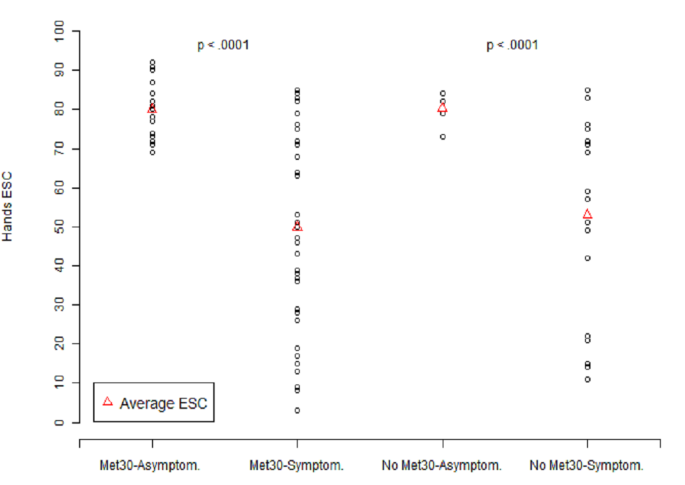 p < .0001
p < .0001
100
90
80
70
60
50
40
30
20
10
0
Hands ESC
Average ESC
Met30-Asymptom.
Met30-Symptom.
No Met30-Asymptom.
No Met30-Symptom.